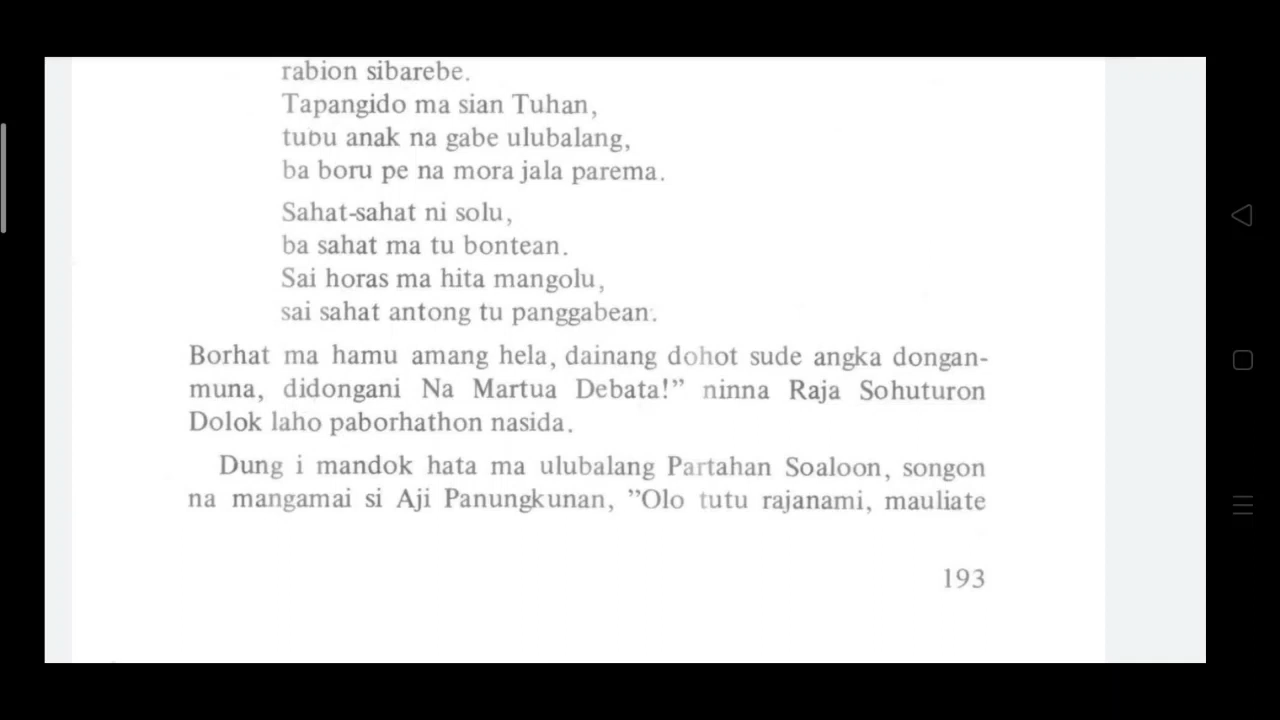 rabion sibarebe.
Tapangido ma sian Tuhan,
tubu anak na gabe ulubalang,
ba boru pe na mora jala parema.
Sahat-sahat ni solu,
ba sahat ma tu bontean.
Sai horas ma hita mangolu,
sai sahat antong tu panggabean.
Borhat ma hamu amang hela, dainang dohot sude angka dongan-
muna, didongani Na Martua Debata!” ninna Raja Sohuturon
Dolok laho paborhathon nasida.
Dung i mandok hata ma ulubalang Partahan Soaloon, songon
na mangamai si Aji Panungkunan, ”Olo tutu rajanami, mauliate
193